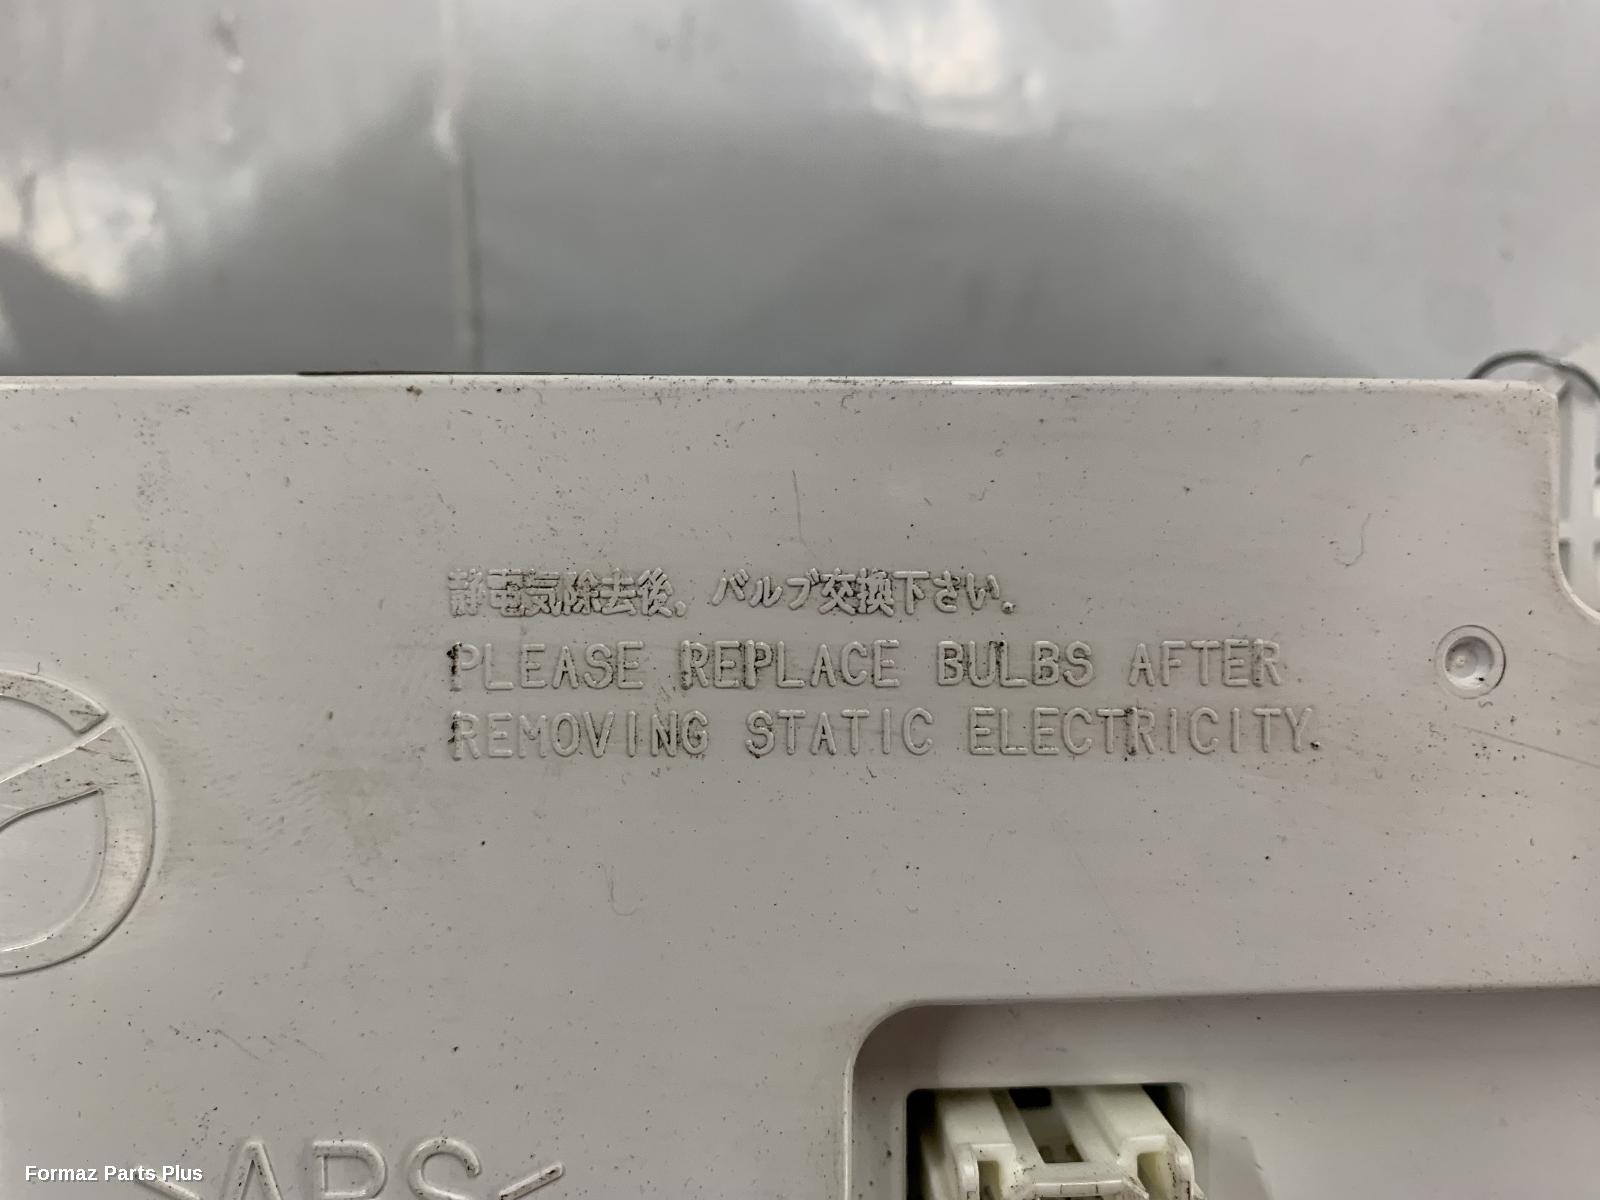 静電気除去後、バルブ交換下さい。
PLEASE REPLACE BULBS AFTER
REMOVING STATIC ELECTRICITY.
>ABS<
Formaz Parts Plus